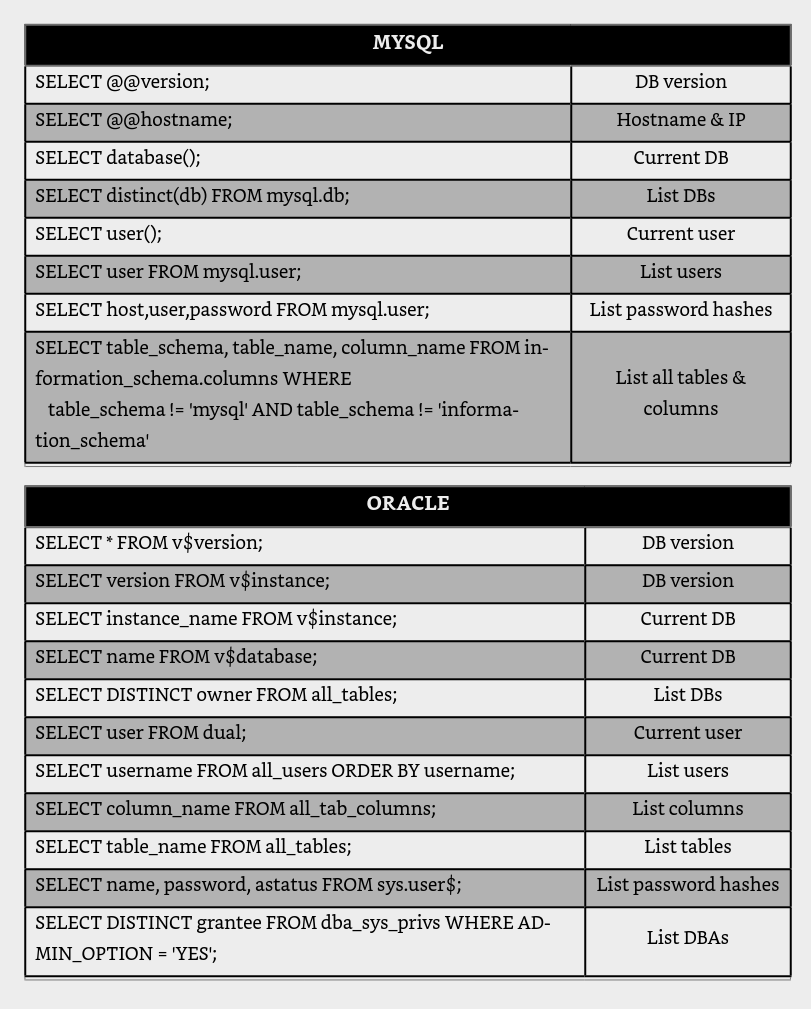 MYSQL
SELECT @@version;
DB version
SELECT @@hostname;
Hostname & IP
SELECT database();
Current DB
SELECT distinct(db) FROM mysql.db;
List DBs
SELECT user();
Current user
SELECT user FROM mysql.user;
List users
SELECT host,user,password FROM mysql.user;
List password hashes
SELECT table_schema, table_name, column_name FROM in-
formation_schema.columns WHERE
table_schema != 'mysql' AND table_schema != 'informa-
tion_schema'
List all tables &
columns
ORACLE
SELECT * FROM v$version;
DB version
SELECT version FROM v$instance;
DB version
SELECT instance_name FROM v$instance;
Current DB
SELECT name FROM v$database;
Current DB
SELECT DISTINCT owner FROM all_tables;
List DBs
SELECT user FROM dual;
Current user
SELECT username FROM all_users ORDER BY username;
List users
SELECT column_name FROM all_tab_columns;
List columns
SELECT table_name FROM all_tables;
List tables
SELECT name, password, astatus FROM sys.user$;
List password hashes
SELECT DISTINCT grantee FROM dba_sys_privs WHERE AD-
MIN_OPTION = 'YES';
List DBAs